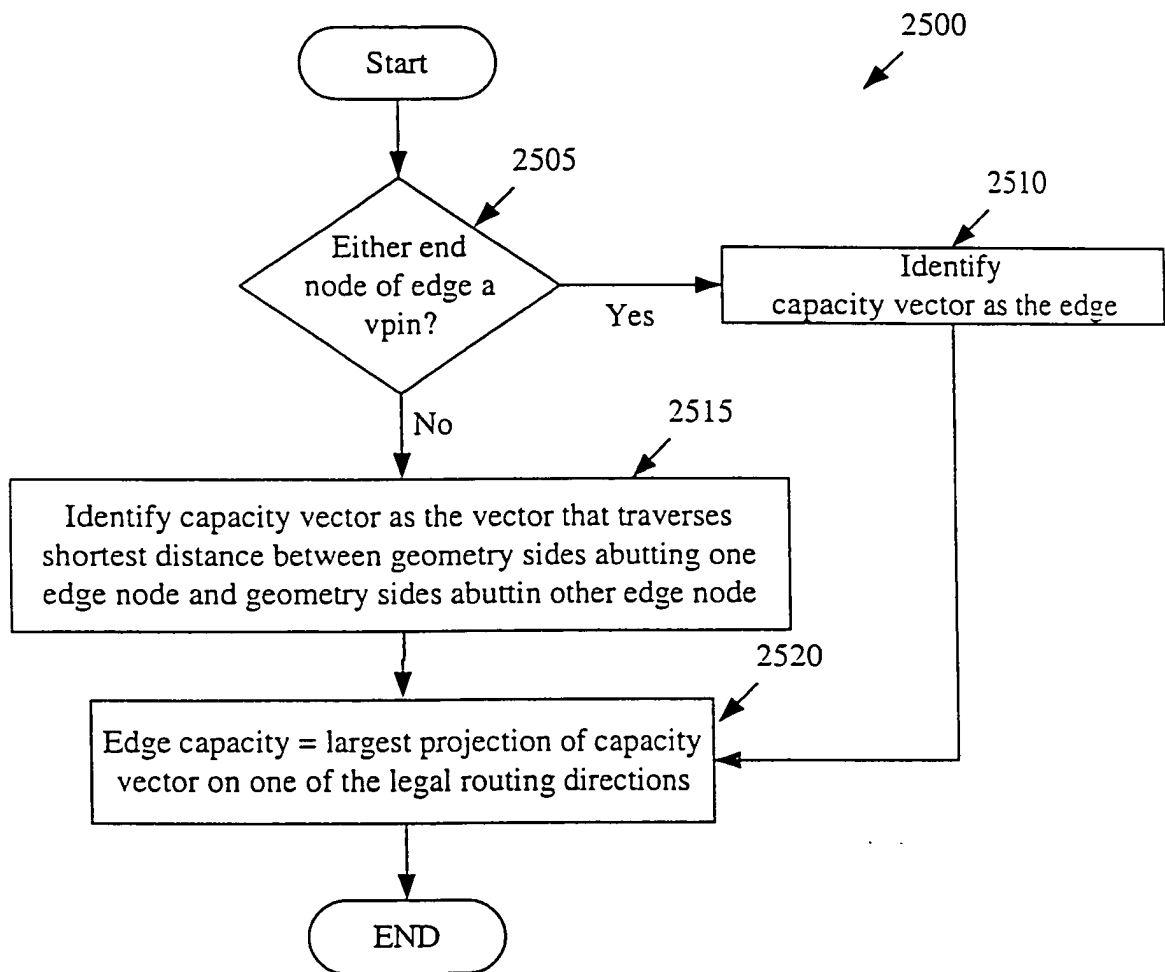 2500
Start
2505
Either end
node of edge a
vpin?
Yes
2510
Identify
capacity vector as the edge
No
2515
Identify capacity vector as the vector that traverses
shortest distance between geometry sides abutting one
edge node and geometry sides abuttin other edge node
2520
Edge capacity = largest projection of capacity
vector on one of the legal routing directions
END